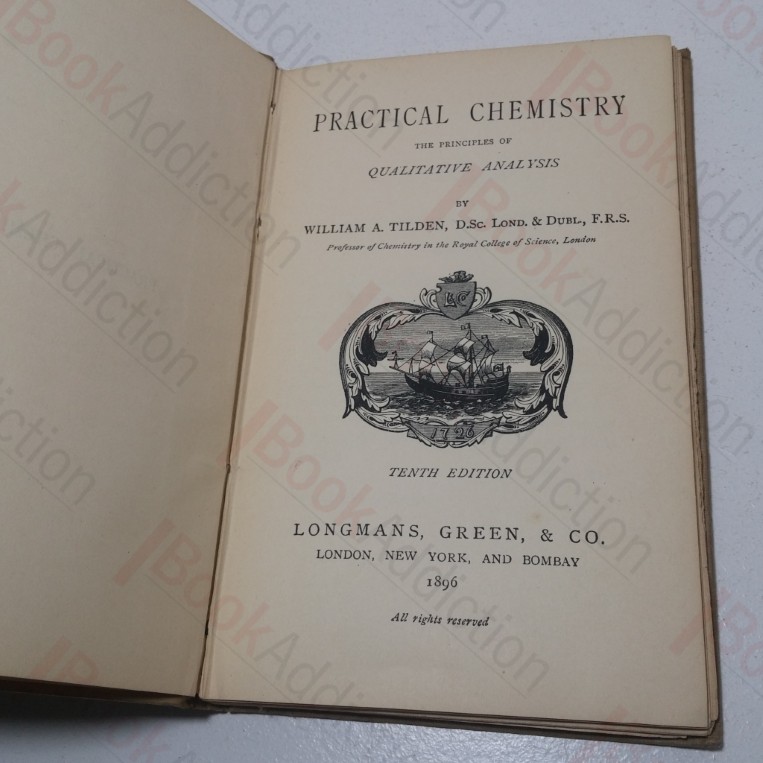 PRACTICAL CHEMISTRY
THE PRINCIPLES OF
QUALITATIVE ANALYSIS
BY
WILLIAM A. TILDEN, D.Sc. LOND. & DUBL., F.R.S.
Professor of Chemistry in the Royal College of Science, London
LG
1726
TENTH EDITION
LONGMANS, GREEN, & CO.
LONDON, NEW YORK, AND BOMBAY
1896
All rights reserved
BookAddiction